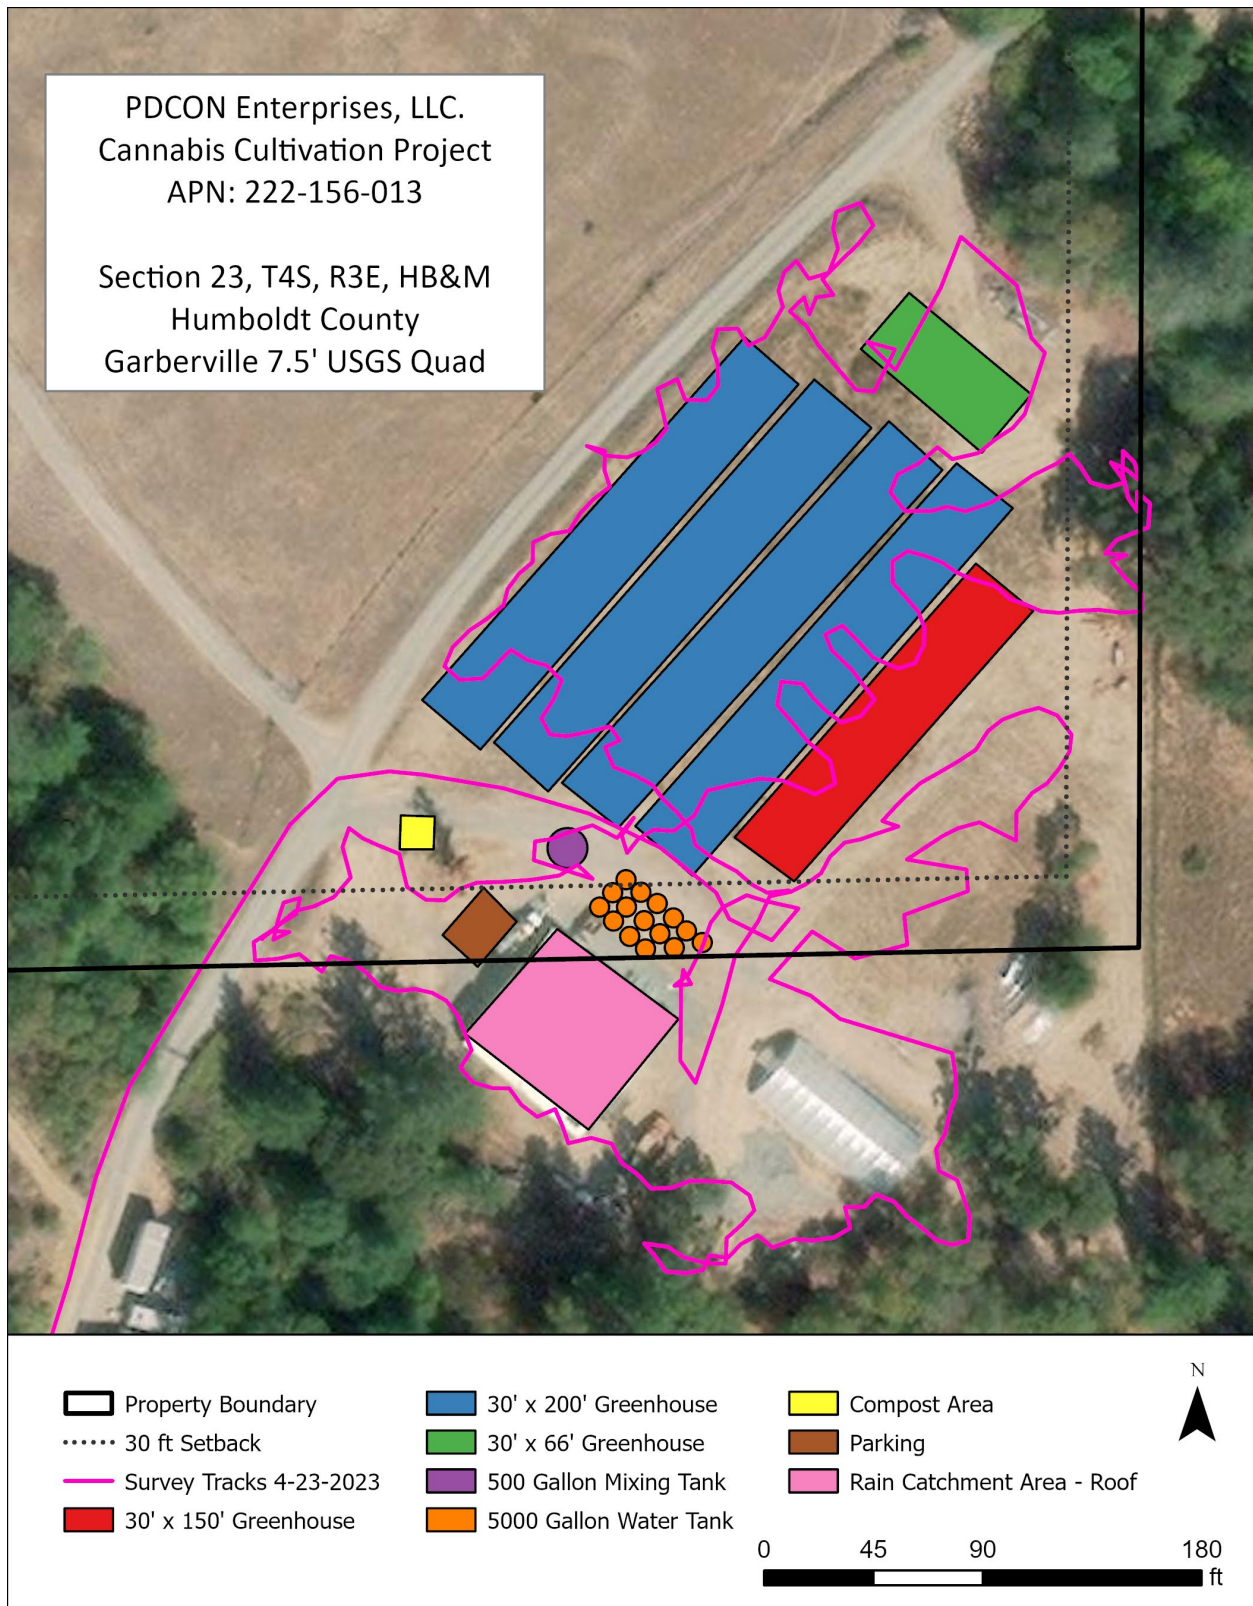 PDCON Enterprises, LLC.
Cannabis Cultivation Project
APN: 222-156-013
Section 23, T4S, R3E, HB&M
Humboldt County
Garberville 7.5' USGS Quad
Property Boundary
30 ft Setback
Survey Tracks 4-23-2023
30' x 150' Greenhouse
30' x 200' Greenhouse
30' x 66' Greenhouse
500 Gallon Mixing Tank
5000 Gallon Water Tank
Compost Area
Parking
Rain Catchment Area - Roof
N
0 45 90 180
ft